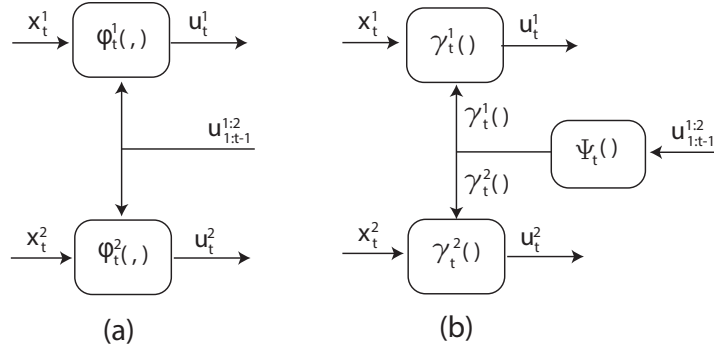 x_t^1 φ_t^1(,) u_t^1
u_{1:t-1}^{1:2}
x_t^2 φ_t^2(,) u_t^2
(a)
x_t^1 γ_t^1() u_t^1
γ_t^1()
Ψ_t() u_{1:t-1}^{1:2}
γ_t^2()
x_t^2 γ_t^2() u_t^2
(b)